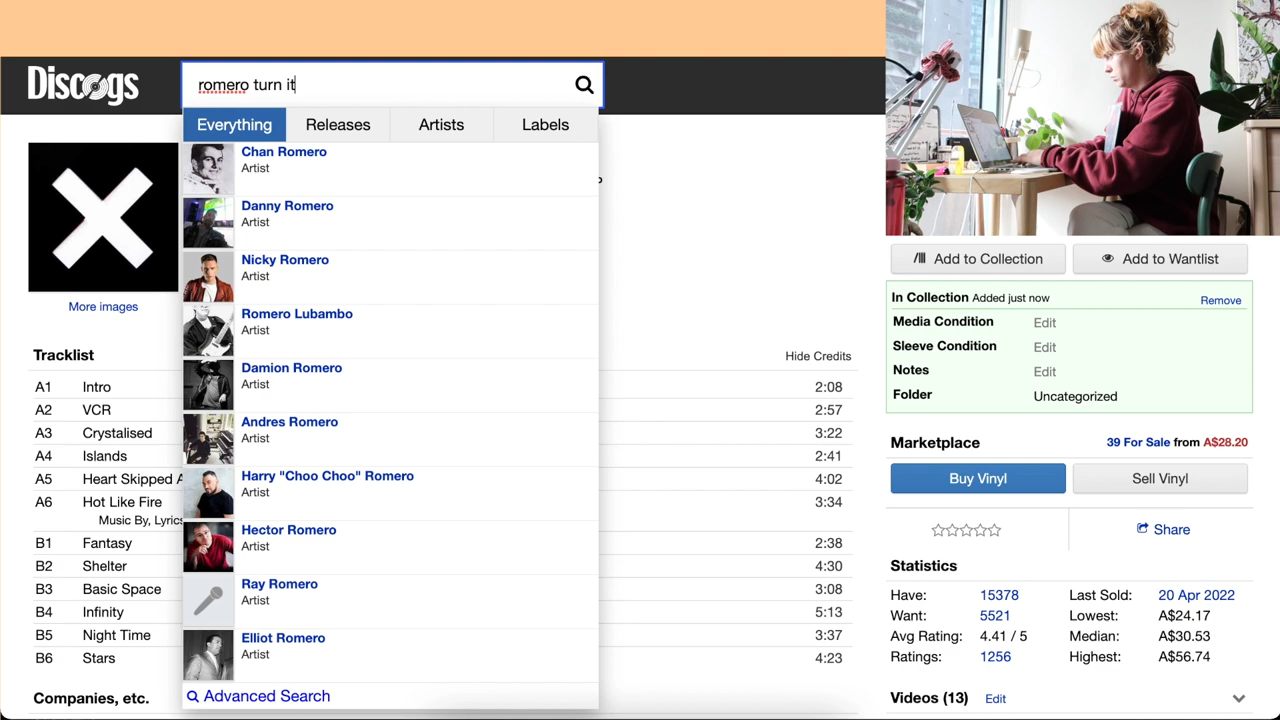 Discogs
romero turn it
Everything
Releases
Artists
Labels
Chan Romero
Artist
Danny Romero
Artist
Nicky Romero
Artist
Romero Lubambo
Artist
Damion Romero
Artist
Andres Romero
Artist
Harry "Choo Choo" Romero
Artist
Hector Romero
Artist
Ray Romero
Artist
Elliot Romero
Artist
Advanced Search
More images
Tracklist
Hide Credits
A1 Intro 2:08
A2 VCR 2:57
A3 Crystalised 3:22
A4 Islands 2:41
A5 Heart Skipped A 4:02
A6 Hot Like Fire 3:34
Music By, Lyrics
B1 Fantasy 2:38
B2 Shelter 4:30
B3 Basic Space 3:08
B4 Infinity 5:13
B5 Night Time 3:37
B6 Stars 4:23
Companies, etc.
Add to Collection
Add to Wantlist
In Collection Added just now Remove
Media Condition Edit
Sleeve Condition Edit
Notes Edit
Folder Uncategorized
Marketplace 39 For Sale from A$28.20
Buy Vinyl
Sell Vinyl
Share
Statistics
Have: 15378 Last Sold: 20 Apr 2022
Want: 5521 Lowest: A$24.17
Avg Rating: 4.41 / 5 Median: A$30.53
Ratings: 1256 Highest: A$56.74
Videos (13) Edit